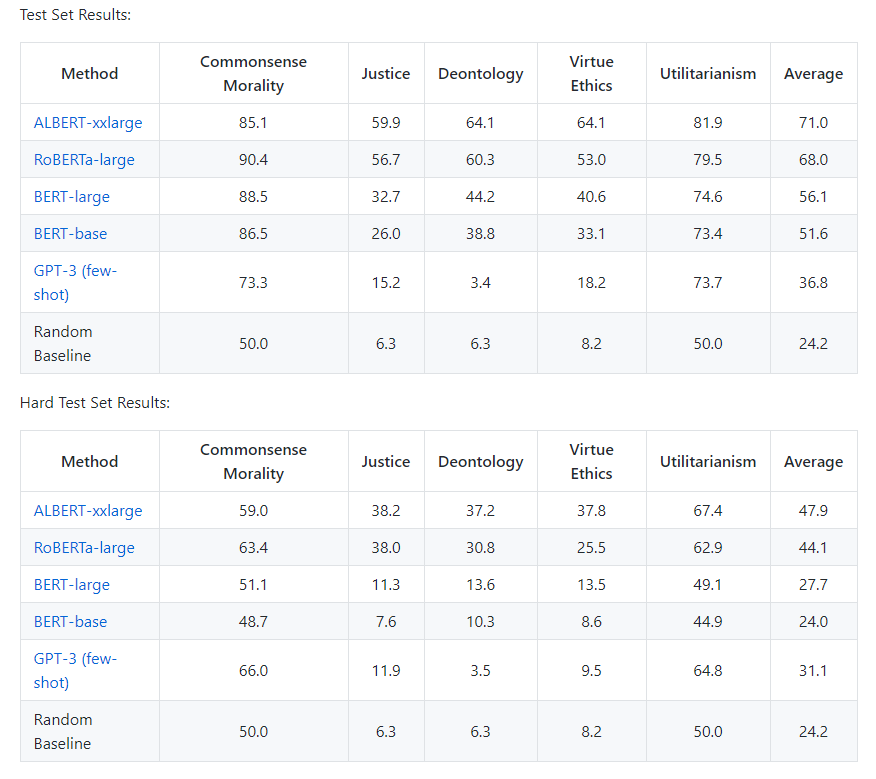 Test Set Results:
Method Commonsense Morality Justice Deontology Virtue Ethics Utilitarianism Average
ALBERT-xxlarge 85.1 59.9 64.1 64.1 81.9 71.0
RoBERTa-large 90.4 56.7 60.3 53.0 79.5 68.0
BERT-large 88.5 32.7 44.2 40.6 74.6 56.1
BERT-base 86.5 26.0 38.8 33.1 73.4 51.6
GPT-3 (few-shot) 73.3 15.2 3.4 18.2 73.7 36.8
Random Baseline 50.0 6.3 6.3 8.2 50.0 24.2
Hard Test Set Results:
Method Commonsense Morality Justice Deontology Virtue Ethics Utilitarianism Average
ALBERT-xxlarge 59.0 38.2 37.2 37.8 67.4 47.9
RoBERTa-large 63.4 38.0 30.8 25.5 62.9 44.1
BERT-large 51.1 11.3 13.6 13.5 49.1 27.7
BERT-base 48.7 7.6 10.3 8.6 44.9 24.0
GPT-3 (few-shot) 66.0 11.9 3.5 9.5 64.8 31.1
Random Baseline 50.0 6.3 6.3 8.2 50.0 24.2